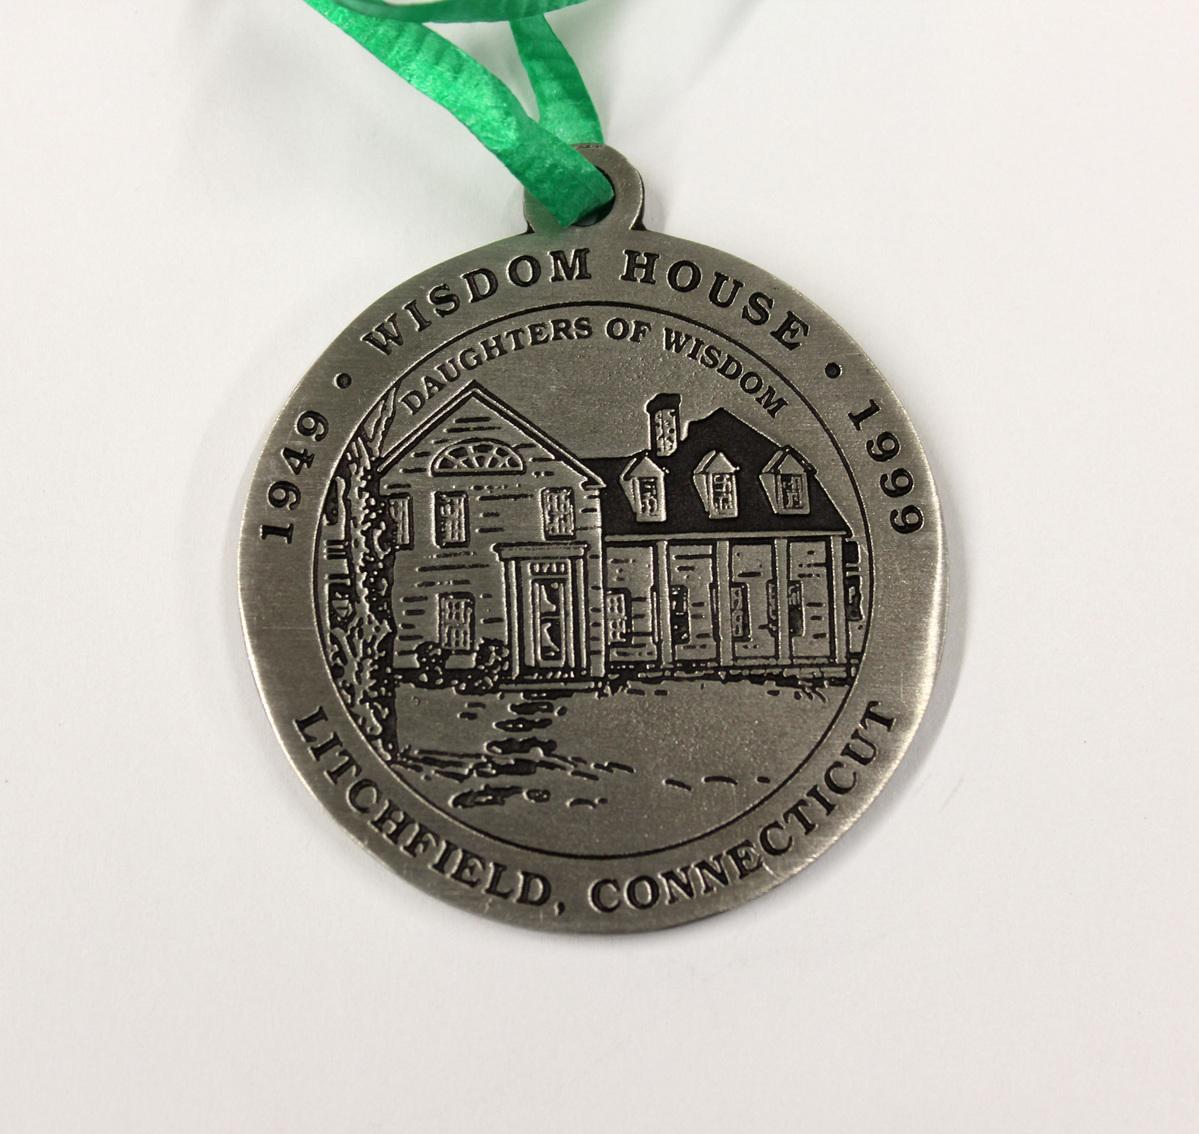 1949 • WISDOM HOUSE • 1999
DAUGHTERS OF WISDOM
LITCHFIELD, CONNECTICUT